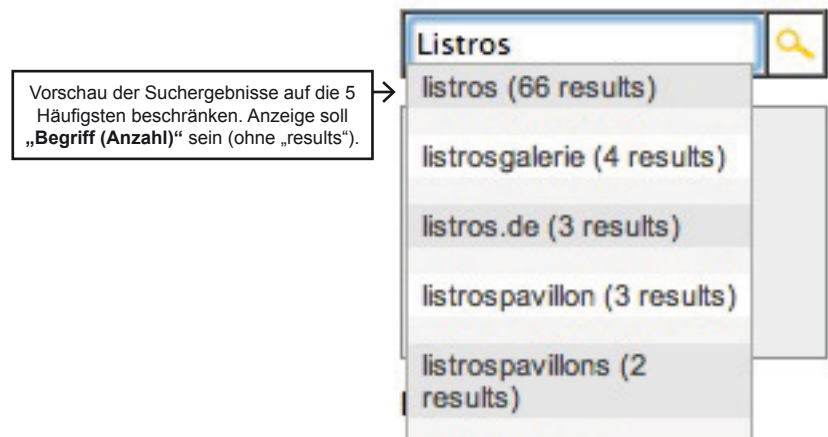 Listros
Vorschau der Suchergebnisse auf die 5
Häufigsten beschränken. Anzeige soll
„Begriff (Anzahl)“ sein (ohne „results“).
listros (66 results)
listrosgalerie (4 results)
listros.de (3 results)
listrospavillon (3 results)
listrospavillons (2
results)